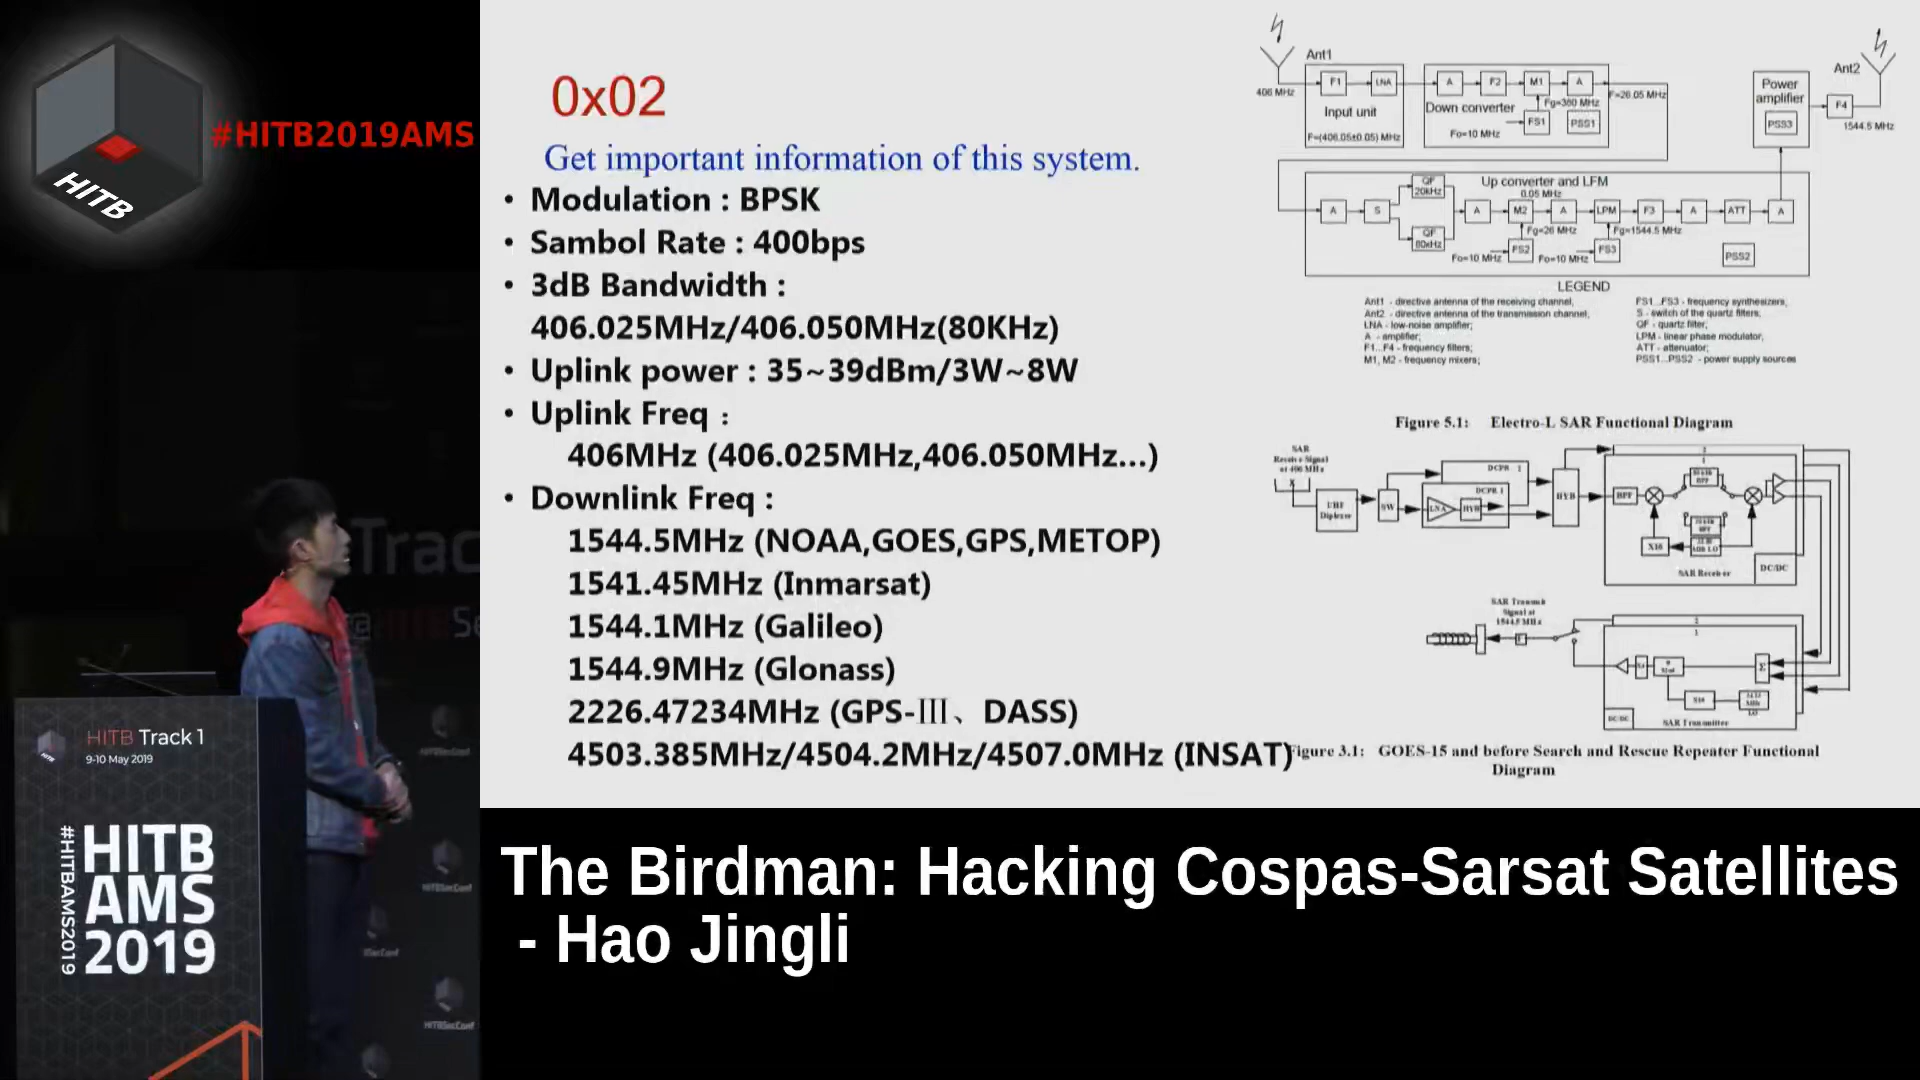 HITB
#HITB2019AMS
0x02
Get important information of this system.
• Modulation : BPSK
• Sambol Rate : 400bps
• 3dB Bandwidth :
406.025MHz/406.050MHz(80KHz)
• Uplink power : 35~39dBm/3W~8W
• Uplink Freq :
406MHz (406.025MHz,406.050MHz...)
• Downlink Freq :
1544.5MHz (NOAA,GOES,GPS,METOP)
1541.45MHz (Inmarsat)
1544.1MHz (Galileo)
1544.9MHz (Glonass)
2226.47234MHz (GPS-III、DASS)
4503.385MHz/4504.2MHz/4507.0MHz (INSAT)
Ant1
406 MHz
F1 LNA
Input unit
F=(406.05±0.05) MHz
A F2 M1 A
Down converter
Fg=380 MHz
Fo=10 MHz
FS1 PSS1
F=26.05 MHz
Power
amplifier
PSS3
Ant2
F4
1544.5 MHz
Up converter and LFM
0.05 MHz
QF
20kHz
A S A M2 A LPM F3 A ATT A
QF
80kHz
Fg=26 MHz Fg=1544.5 MHz
Fo=10 MHz FS2 Fo=10 MHz FS3 PSS2
LEGEND
Ant1 - directive antenna of the receiving channel,
Ant2 - directive antenna of the transmission channel,
LNA - low-noise amplifier;
A - amplifier;
F1...F4 - frequency filters;
M1, M2 - frequency mixers;
FS1...FS3 - frequency synthesizers;
S - switch of the quartz filters;
QF - quartz filter;
LPM - linear phase modulator;
ATT - attenuator;
PSS1...PSS2 - power supply sources
Figure 5.1: Electro-L SAR Functional Diagram
SAR
Receive Signal
at 406 MHz
UHF
Diplexer
SW
DCPR 2
DCPR 1
LNA HYB
HYB
BPF
X16
SAR Receiver
DC/DC
SAR Transmit
Signal at
1544.5 MHz
DC/DC
SAR Transmitter
Figure 3.1: GOES-15 and before Search and Rescue Repeater Functional
Diagram
Trac
HITB Track 1
9-10 May 2019
#HITBAMS2019
HITB
AMS
2019
HITBSecConf
The Birdman: Hacking Cospas-Sarsat Satellites
- Hao Jingli